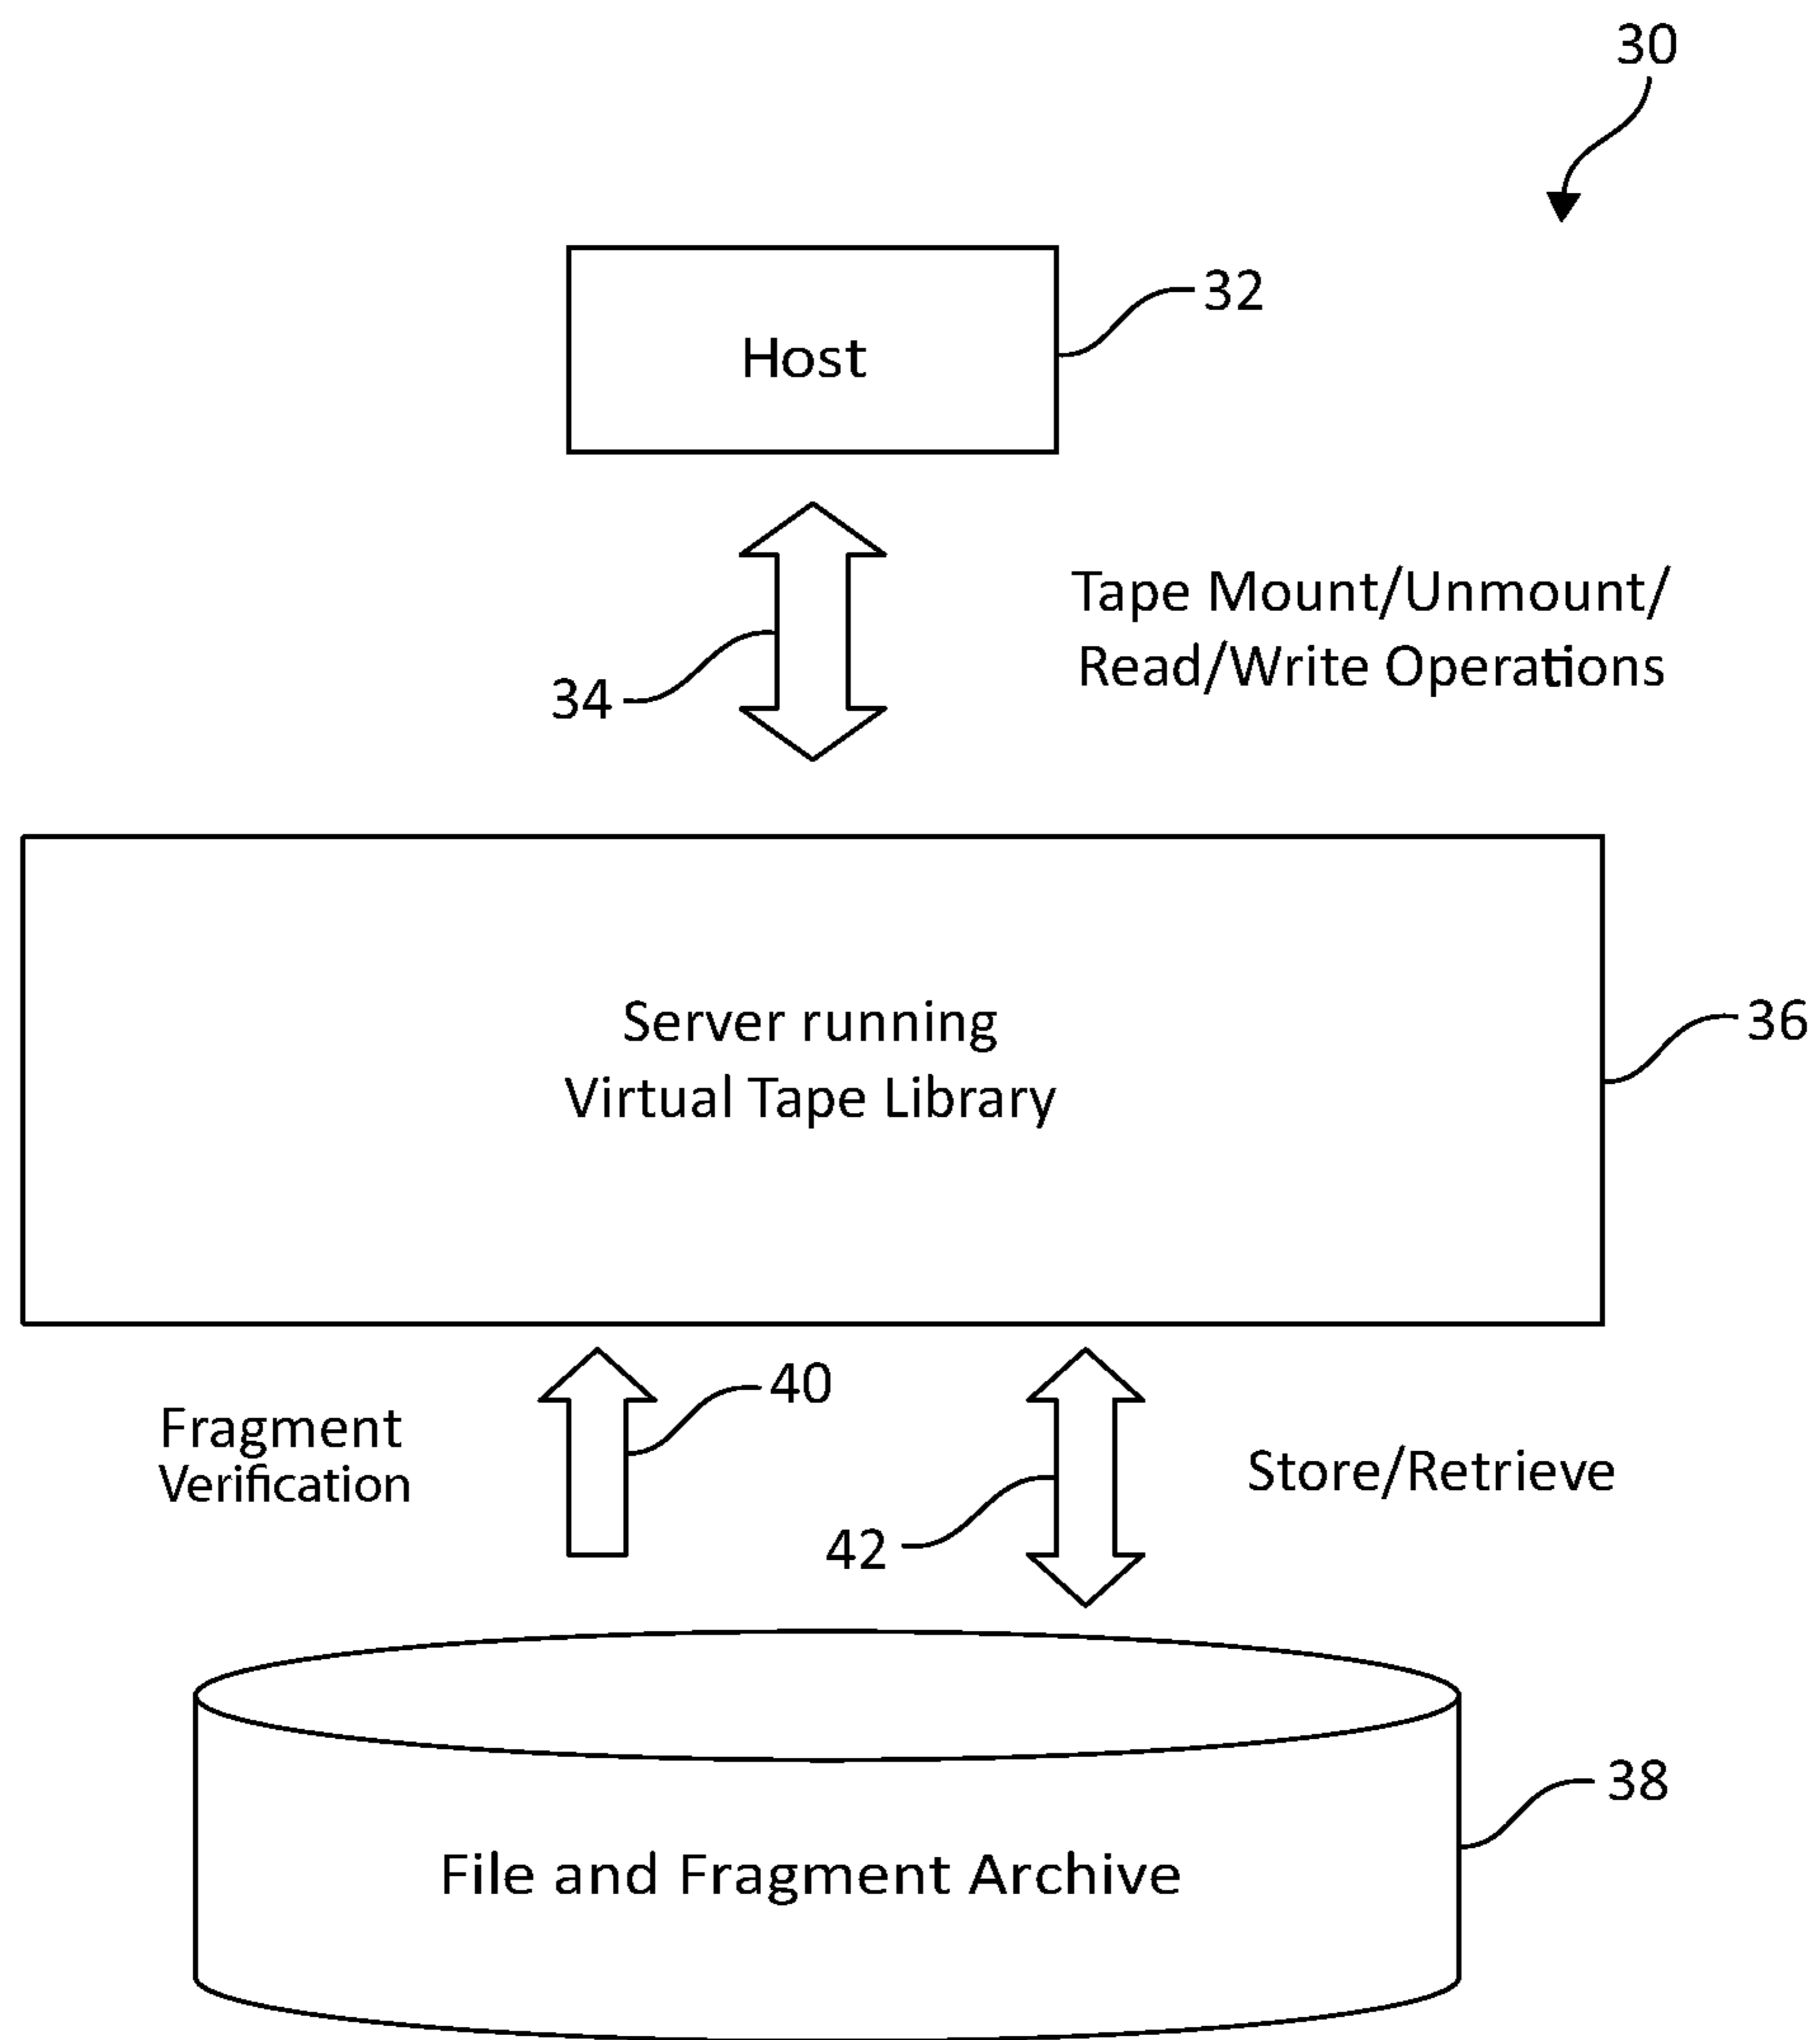 30
32
Host
Tape Mount/Unmount/
Read/Write Operations
34
Server running
Virtual Tape Library
36
40
Fragment
Verification
Store/Retrieve
42
38
File and Fragment Archive